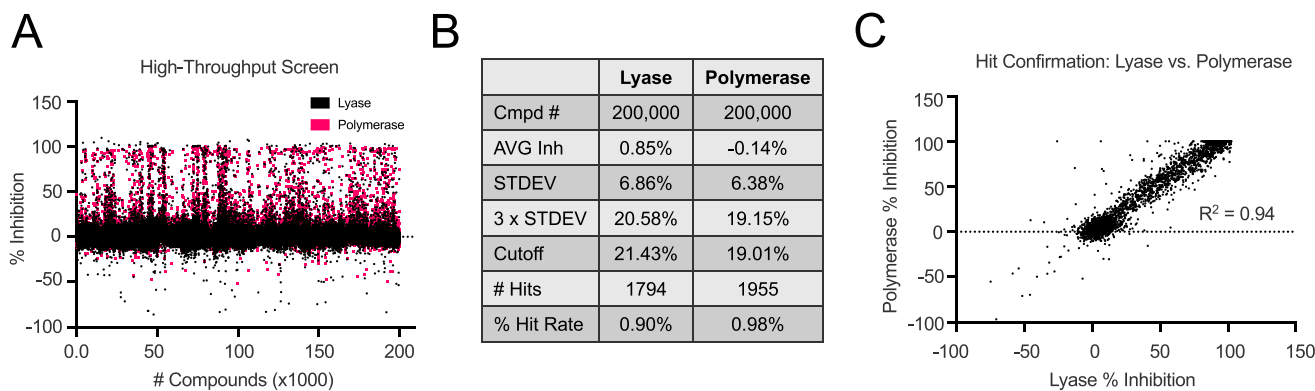 A
High-Throughput Screen
Lyase
Polymerase
% Inhibition
150
100
50
0
-50
-100
0.0
50
100
150
200
# Compounds (x1000)
B
Lyase Polymerase
Cmpd # 200,000 200,000
AVG Inh 0.85% -0.14%
STDEV 6.86% 6.38%
3 x STDEV 20.58% 19.15%
Cutoff 21.43% 19.01%
# Hits 1794 1955
% Hit Rate 0.90% 0.98%
C
Hit Confirmation: Lyase vs. Polymerase
Polymerase % Inhibition
150
100
50
0
-50
-100
R² = 0.94
-100
0
50
100
150
Lyase % Inhibition